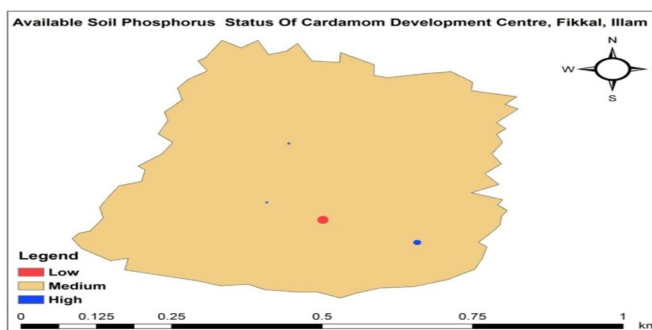 Available Soil Phosphorus Status Of Cardamom Development Centre, Fikkal, Illam
N
W E
S
Legend
Low
Medium
High
0 0.125 0.25 0.5 0.75 1
km